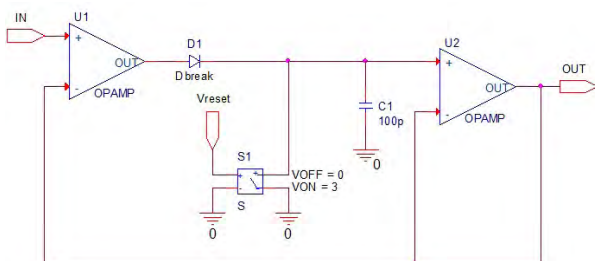 IN
U1
+
-
OUT
OPAMP
D1
Dbreak
Vreset
S1
+ +
- -
S
VOFF = 0
VON = 3
0
0
C1
100p
0
U2
+
-
OUT
OPAMP
OUT